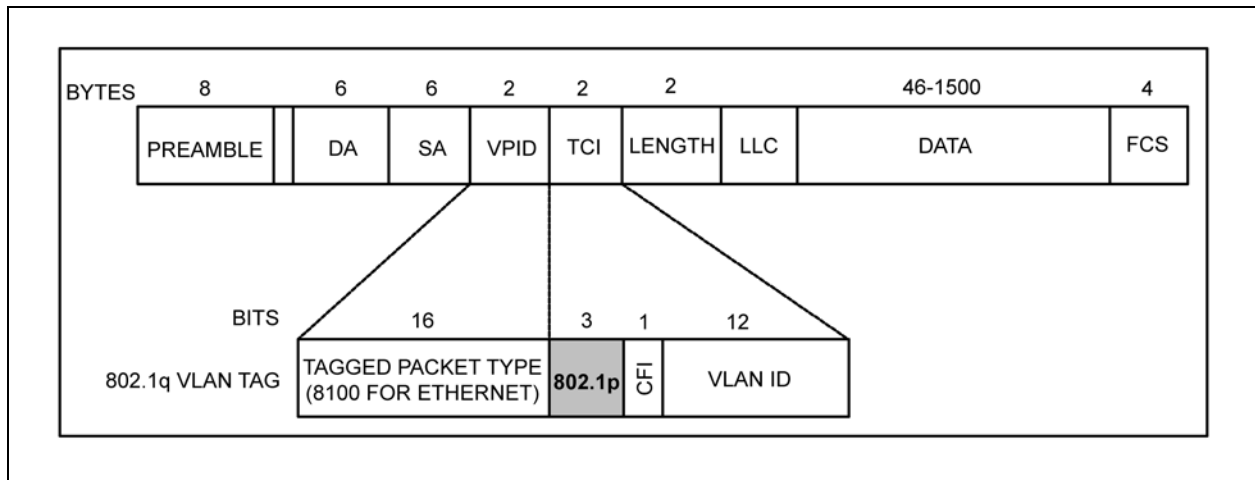 BYTES 8 6 6 2 2 2 46-1500 4
PREAMBLE DA SA VPID TCI LENGTH LLC DATA FCS
BITS 16 3 1 12
802.1q VLAN TAG
TAGGED PACKET TYPE
(8100 FOR ETHERNET)
802.1p
CFI
VLAN ID